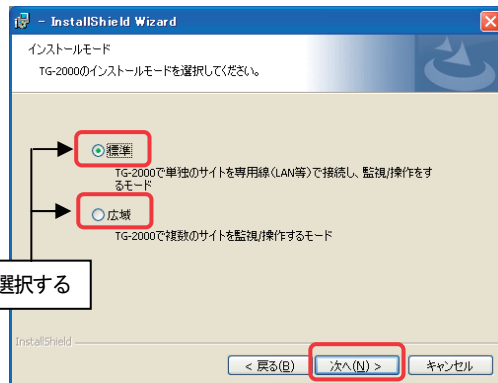 - InstallShield Wizard
インストールモード
TG-2000のインストールモードを選択してください。
標準
TG-2000で単独のサイトを専用線(LAN等)で接続し、監視/操作をす
るモード
広域
TG-2000で複数のサイトを監視/操作するモード
選択する
InstallShield
< 戻る(B)
次へ(N) >
キャンセル